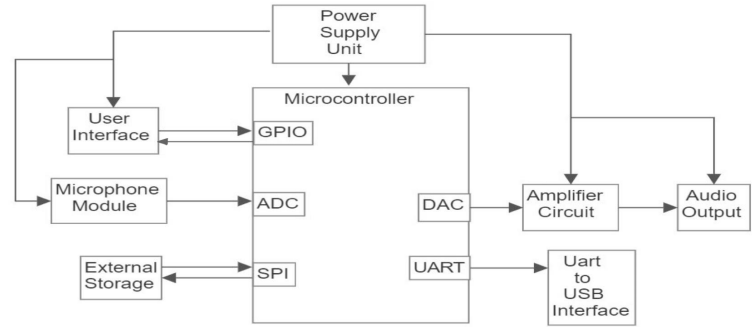 Power
Supply
Unit
Microcontroller
User
Interface
GPIO
Microphone
Module
ADC
DAC
Amplifier
Circuit
Audio
Output
External
Storage
SPI
UART
Uart
to
USB
Interface